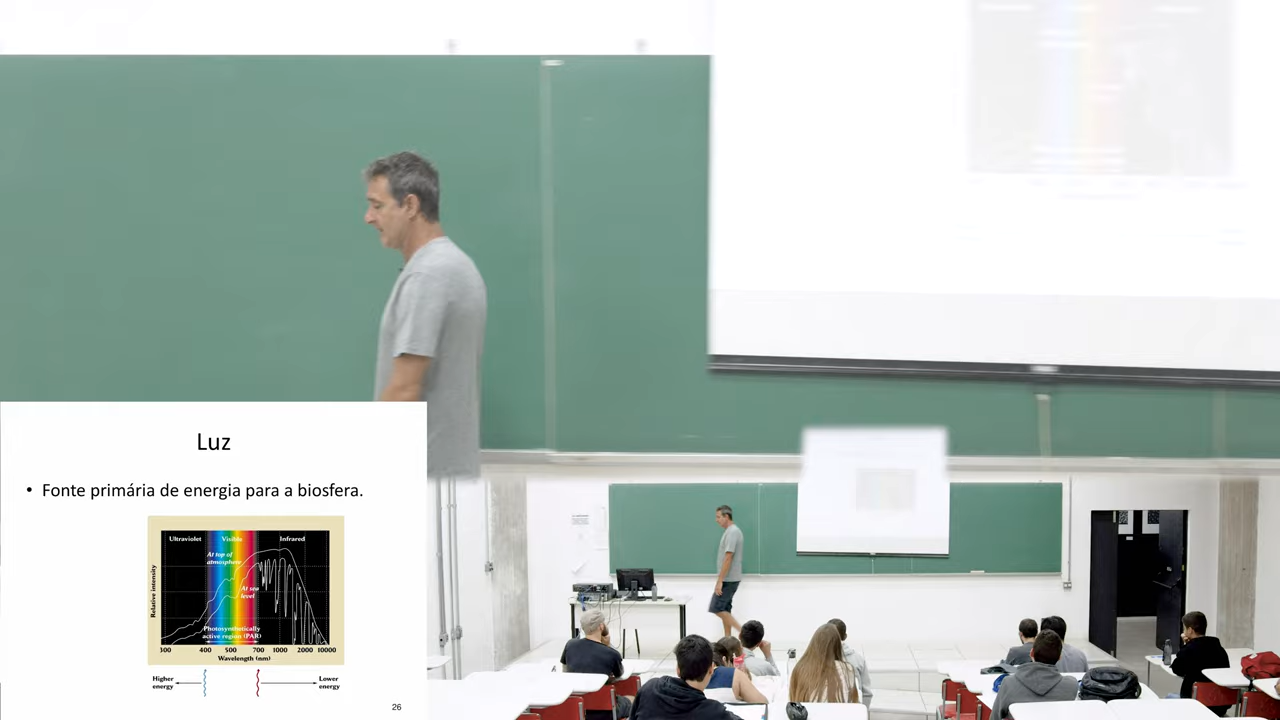 Luz
• Fonte primária de energia para a biosfera.
Ultraviolet Visible Infrared
At top of
atmosphere
At sea
level
Relative intensity
Photosynthetically
active region (PAR)
300 400 500 700 1000 2000 10000
Wavelength (nm)
Higher
energy
Lower
energy
26